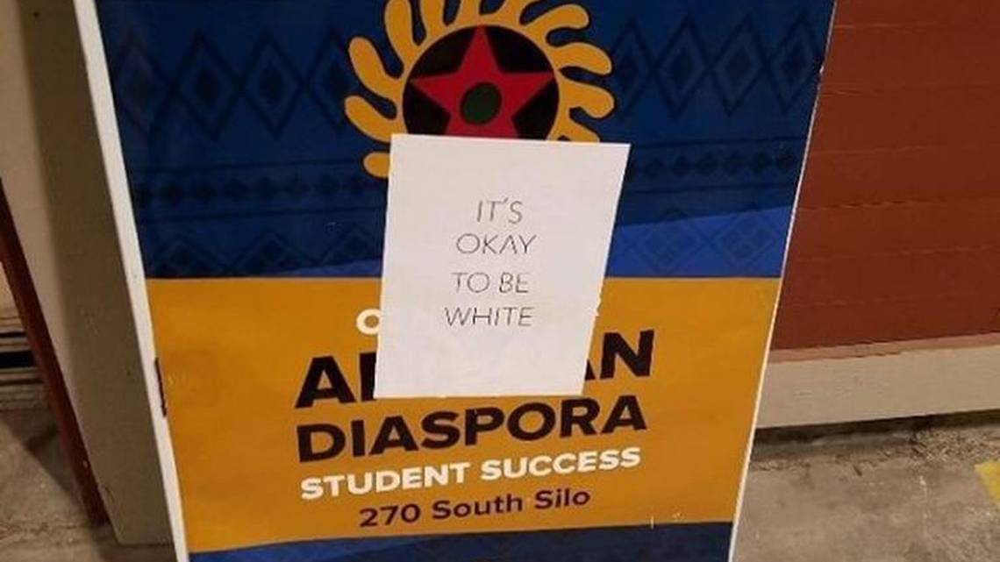 IT'S
OKAY
TO BE
WHITE
DIASPORA
STUDENT SUCCESS
270 South Silo